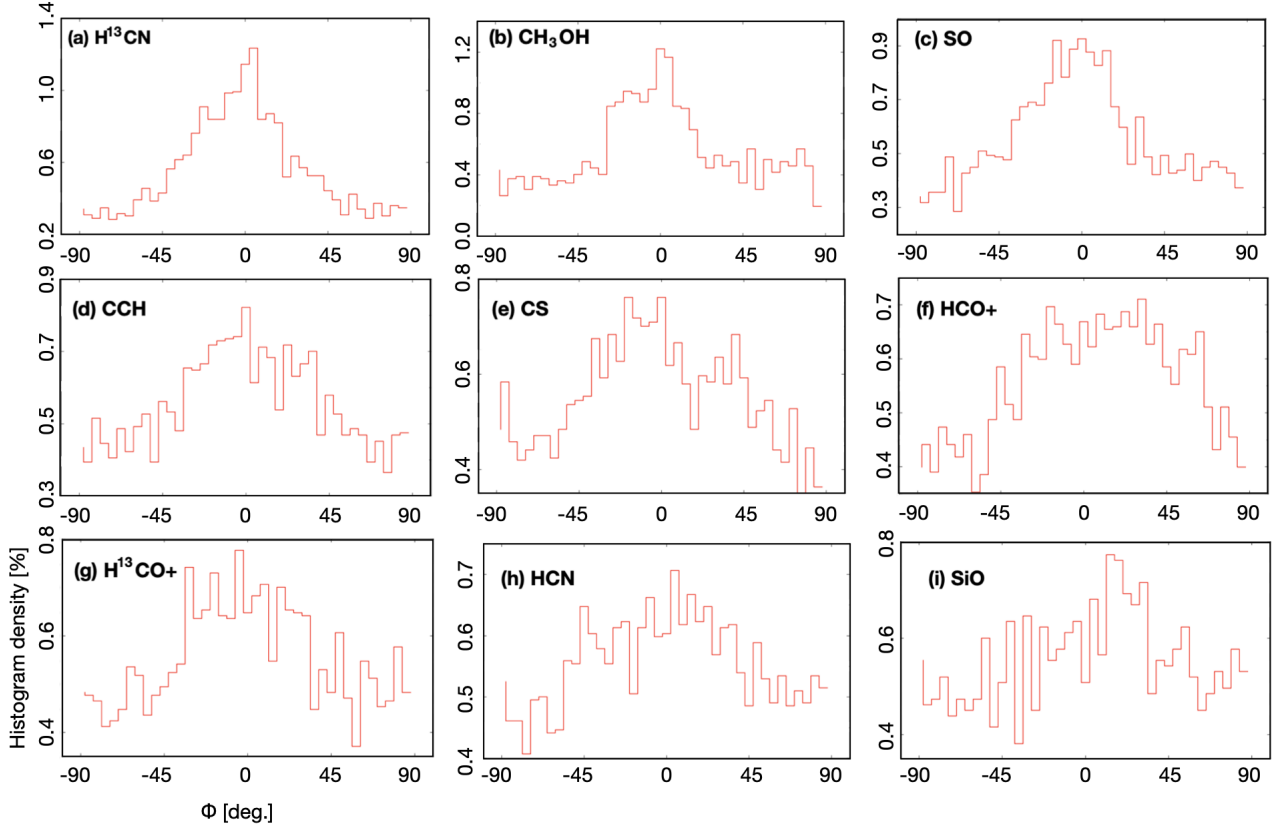 (a) H¹³CN
1.4
1.0
0.6
0.2
-90 -45 0 45 90
(b) CH₃OH
1.2
0.8
0.4
0.0
-90 -45 0 45 90
(c) SO
0.9
0.7
0.5
0.3
-90 -45 0 45 90
(d) CCH
0.9
0.7
0.5
0.3
-90 -45 0 45 90
(e) CS
0.8
0.6
0.4
-90 -45 0 45 90
(f) HCO+
0.7
0.6
0.5
0.4
-90 -45 0 45 90
(g) H¹³CO+
0.8
0.6
0.4
-90 -45 0 45 90
(h) HCN
0.7
0.6
0.5
0.4
-90 -45 0 45 90
(i) SiO
0.8
0.6
0.4
-90 -45 0 45 90
Histogram density [%]
Φ [deg.]